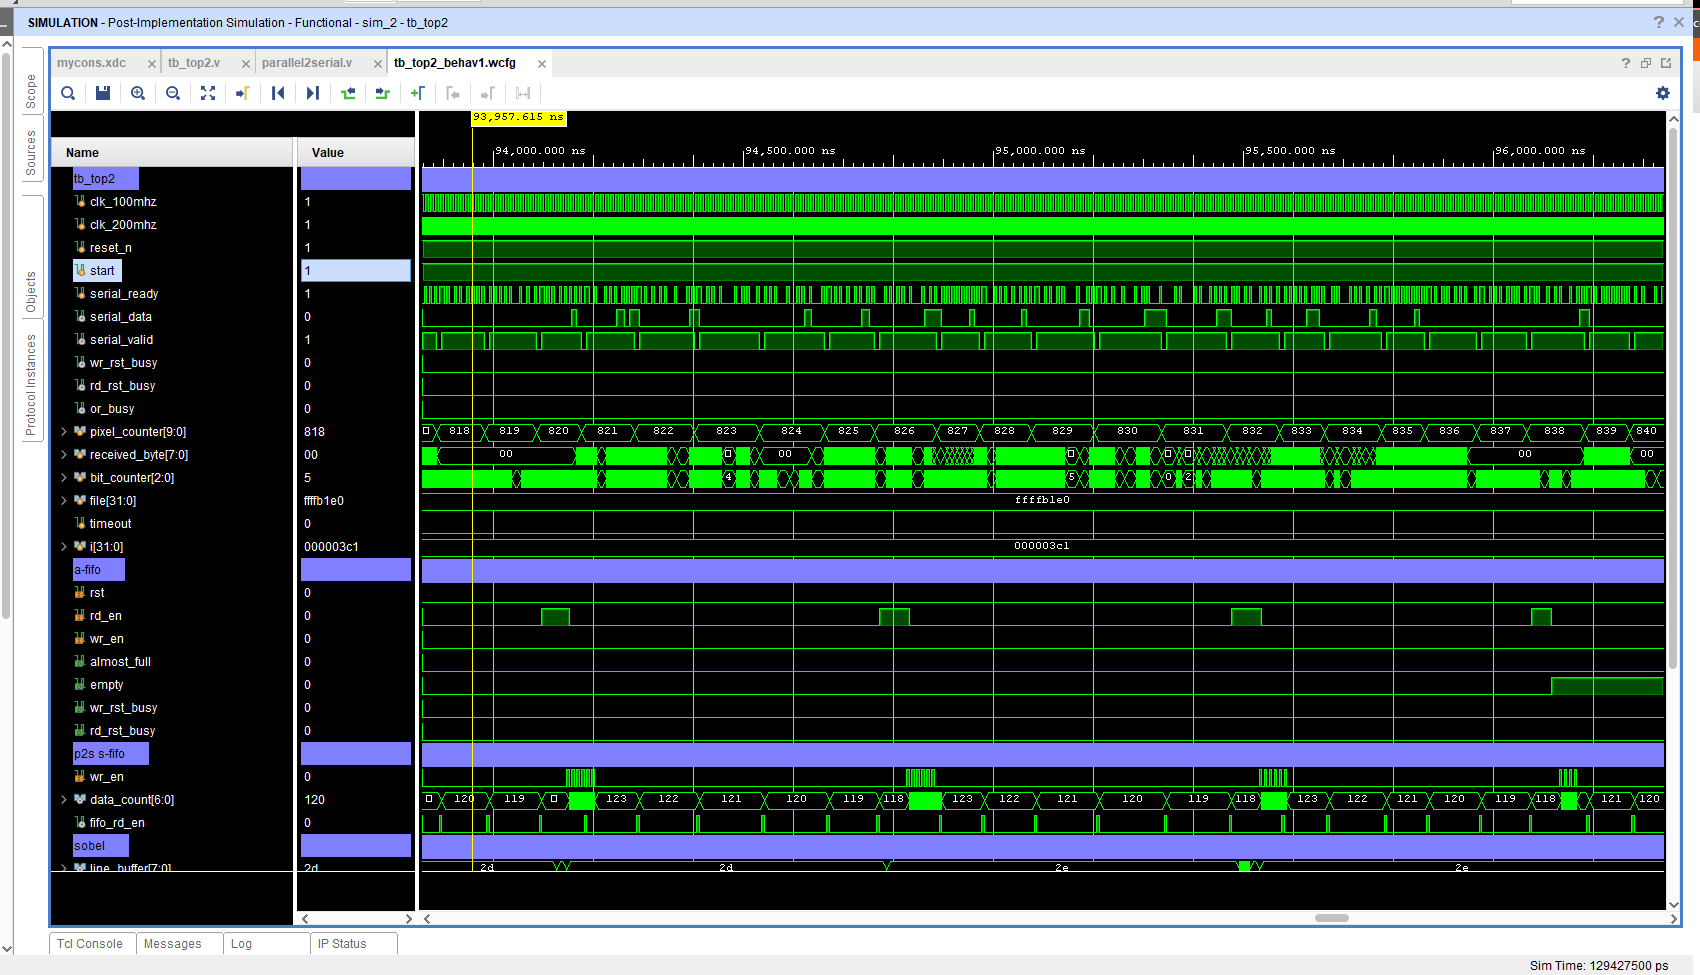 SIMULATION - Post-Implementation Simulation - Functional - sim_2 - tb_top2
mycons.xdc tb_top2.v parallel2serial.v tb_top2_behav1.wcfg
Scope
Sources
Objects
Protocol Instances
93,957.615 ns
94,000.000 ns 94,500.000 ns 95,000.000 ns 95,500.000 ns 96,000.000 ns
Name Value
tb_top2
clk_100mhz 1
clk_200mhz 1
reset_n 1
start 1
serial_ready 1
serial_data 0
serial_valid 1
wr_rst_busy 0
rd_rst_busy 0
or_busy 0
pixel_counter[9:0] 818 818 819 820 821 822 823 824 825 826 827 828 829 830 831 832 833 834 835 836 837 838 839 840
received_byte[7:0] 00 00 00 00 00
bit_counter[2:0] 5 4 5 0 2
file[31:0] ffffb1e0 ffffb1e0
timeout 0
i[31:0] 000003c1 000003c1
a-fifo
rst 0
rd_en 0
wr_en 0
almost_full 0
empty 0
wr_rst_busy 0
rd_rst_busy 0
p2s s-fifo
wr_en 0
data_count[6:0] 120 120 119 123 122 121 120 119 118 123 122 121 120 119 118 123 122 121 120 119 118 121 120
fifo_rd_en 0
sobel
line_buffer[7:0] 2d 2d 2d 2e 2e
Tcl Console Messages Log IP Status
Sim Time: 129427500 ps